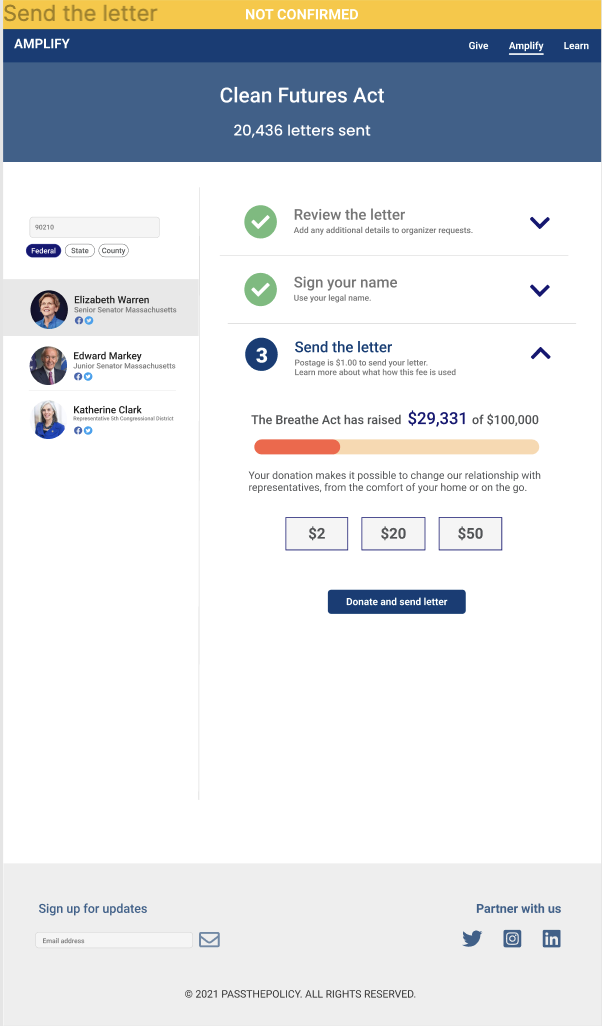 Send the letter
NOT CONFIRMED
AMPLIFY
Give
Amplify
Learn
Clean Futures Act
20,436 letters sent
90210
Federal
State
County
Elizabeth Warren
Senior Senator Massachusetts
Edward Markey
Junior Senator Massachusetts
Katherine Clark
Representative 5th Congressional District
Review the letter
Add any additional details to organizer requests.
Sign your name
Use your legal name.
3
Send the letter
Postage is $1.00 to send your letter.
Learn more about what how this fee is used
The Breathe Act has raised $29,331 of $100,000
Your donation makes it possible to change our relationship with
representatives, from the comfort of your home or on the go.
$2
$20
$50
Donate and send letter
Sign up for updates
Email address
Partner with us
© 2021 PASSTHEPOLICY. ALL RIGHTS RESERVED.